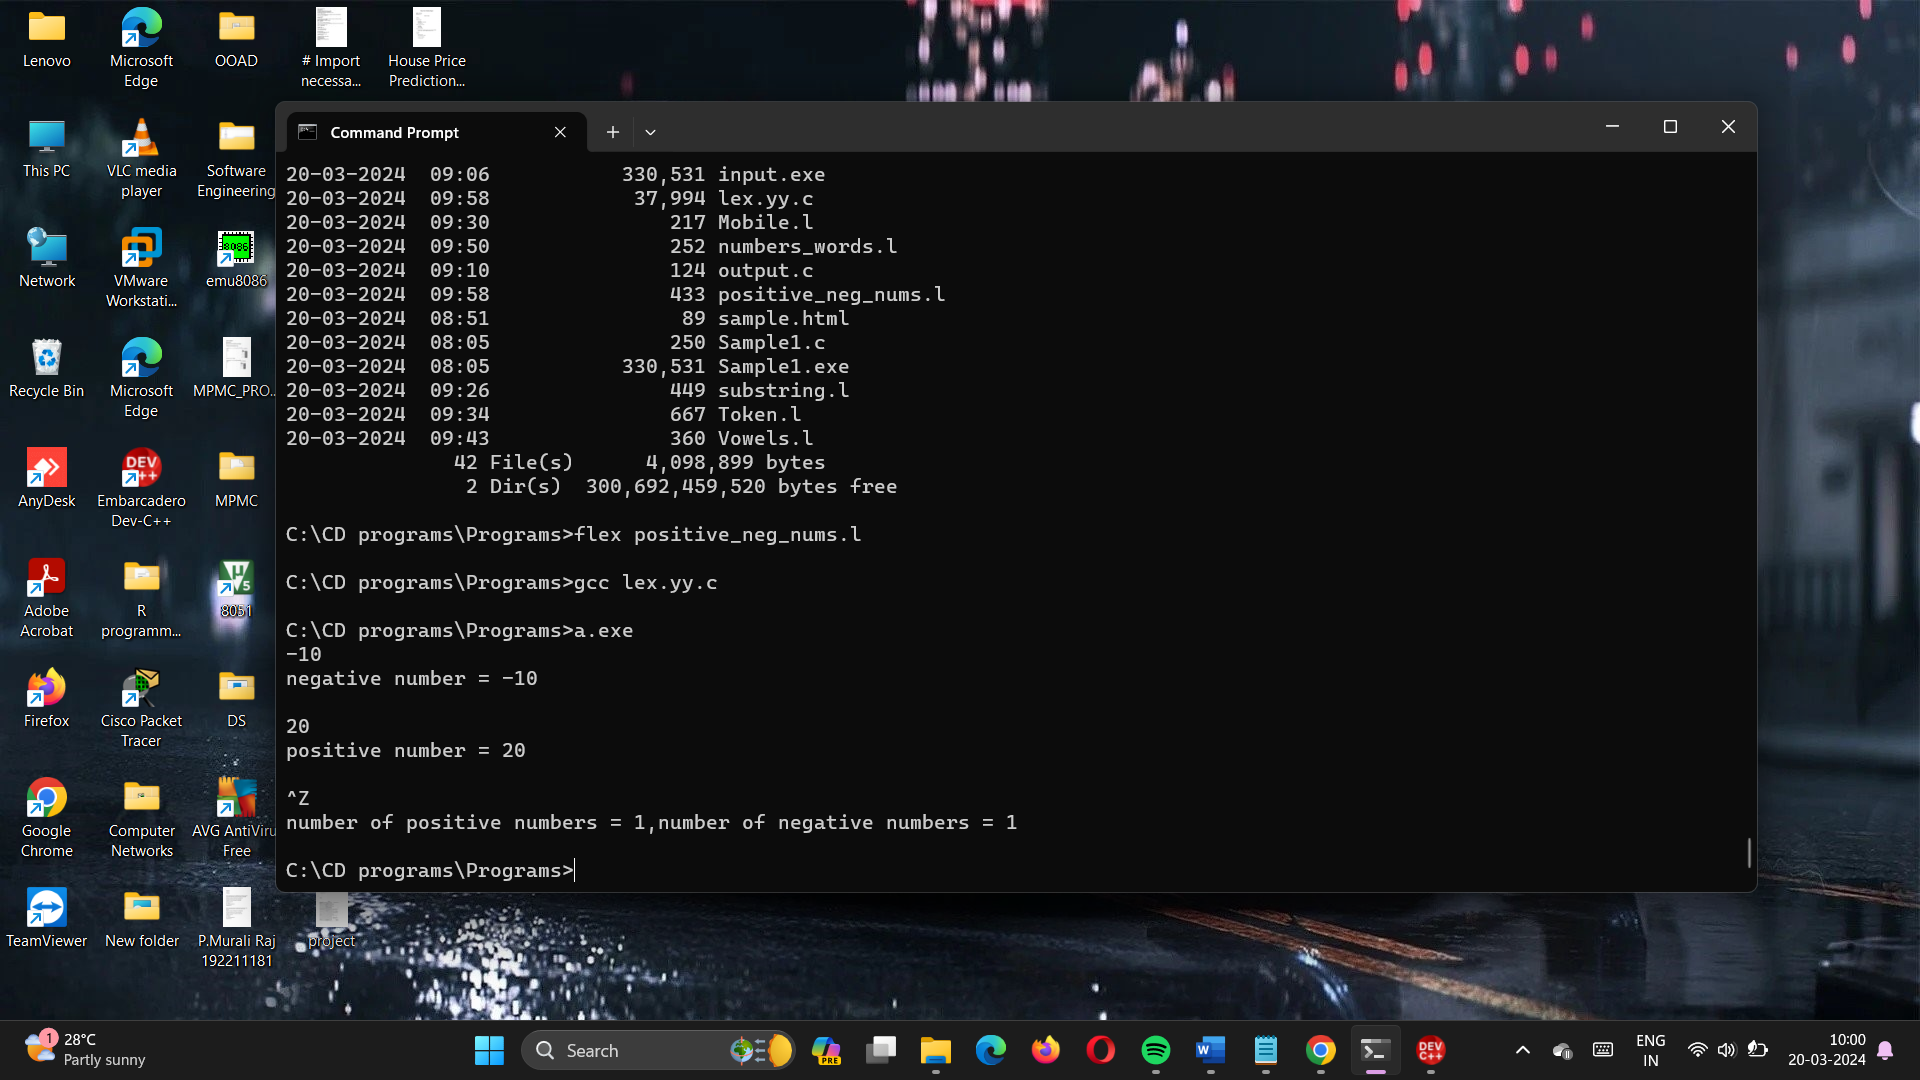 Lenovo
Microsoft
Edge
OOAD
# Import
necessa...
House Price
Prediction...
This PC
VLC media
player
Software
Engineering
Network
VMware
Workstati...
8086
emu8086
Recycle Bin
Microsoft
Edge
MPMC_PRO...
AnyDesk
DEV
C++
Embarcadero
Dev-C++
MPMC
Adobe
Acrobat
R
programm...
8051
Firefox
Cisco Packet
Tracer
DS
Google
Chrome
Computer
Networks
AVG AntiViru
Free
TeamViewer
New folder
P.Murali Raj
192211181
project
Command Prompt
20-03-2024  09:06           330,531 input.exe
20-03-2024  09:58            37,994 lex.yy.c
20-03-2024  09:30               217 Mobile.l
20-03-2024  09:50               252 numbers_words.l
20-03-2024  09:10               124 output.c
20-03-2024  09:58               433 positive_neg_nums.l
20-03-2024  08:51                89 sample.html
20-03-2024  08:05               250 Sample1.c
20-03-2024  08:05           330,531 Sample1.exe
20-03-2024  09:26               449 substring.l
20-03-2024  09:34               667 Token.l
20-03-2024  09:43               360 Vowels.l
42 File(s)      4,098,899 bytes
2 Dir(s)  300,692,459,520 bytes free
C:\CD programs\Programs>flex positive_neg_nums.l
C:\CD programs\Programs>gcc lex.yy.c
C:\CD programs\Programs>a.exe
-10
negative number = -10
20
positive number = 20
^Z
number of positive numbers = 1,number of negative numbers = 1
C:\CD programs\Programs>
1
28°C
Partly sunny
Search
PRE
DEV
C++
ENG
IN
10:00
20-03-2024